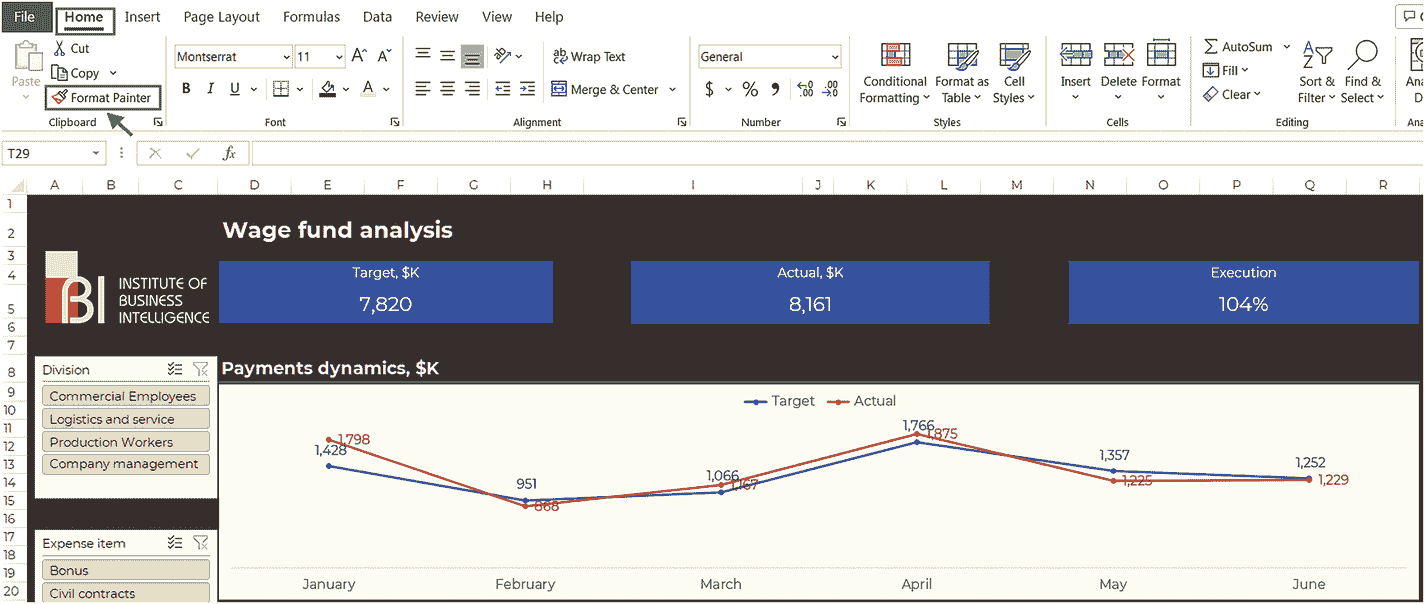 File Home Insert Page Layout Formulas Data Review View Help
Paste
Cut
Copy
Format Painter
Clipboard
Montserrat 11
B I U
Font
Wrap Text
Merge & Center
Alignment
General
$ % ,
Number
Conditional Formatting
Format as Table
Cell Styles
Styles
Insert Delete Format
Cells
AutoSum
Fill
Clear
Sort & Filter
Find & Select
Editing
T29 fx
A B C D E F G H I J K L M N O P Q R
1
2
3
4
5
6
7
8
9
10
11
12
13
14
15
16
17
18
19
20
Wage fund analysis
BI INSTITUTE OF
BUSINESS
INTELLIGENCE
Target, $K
7,820
Actual, $K
8,161
Execution
104%
Division
Commercial Employees
Logistics and service
Production Workers
Company management
Expense item
Bonus
Civil contracts
Payments dynamics, $K
Target Actual
1,798
1,428
951
868
1,066
1,167
1,766
1,875
1,357
1,225
1,252
1,229
January February March April May June